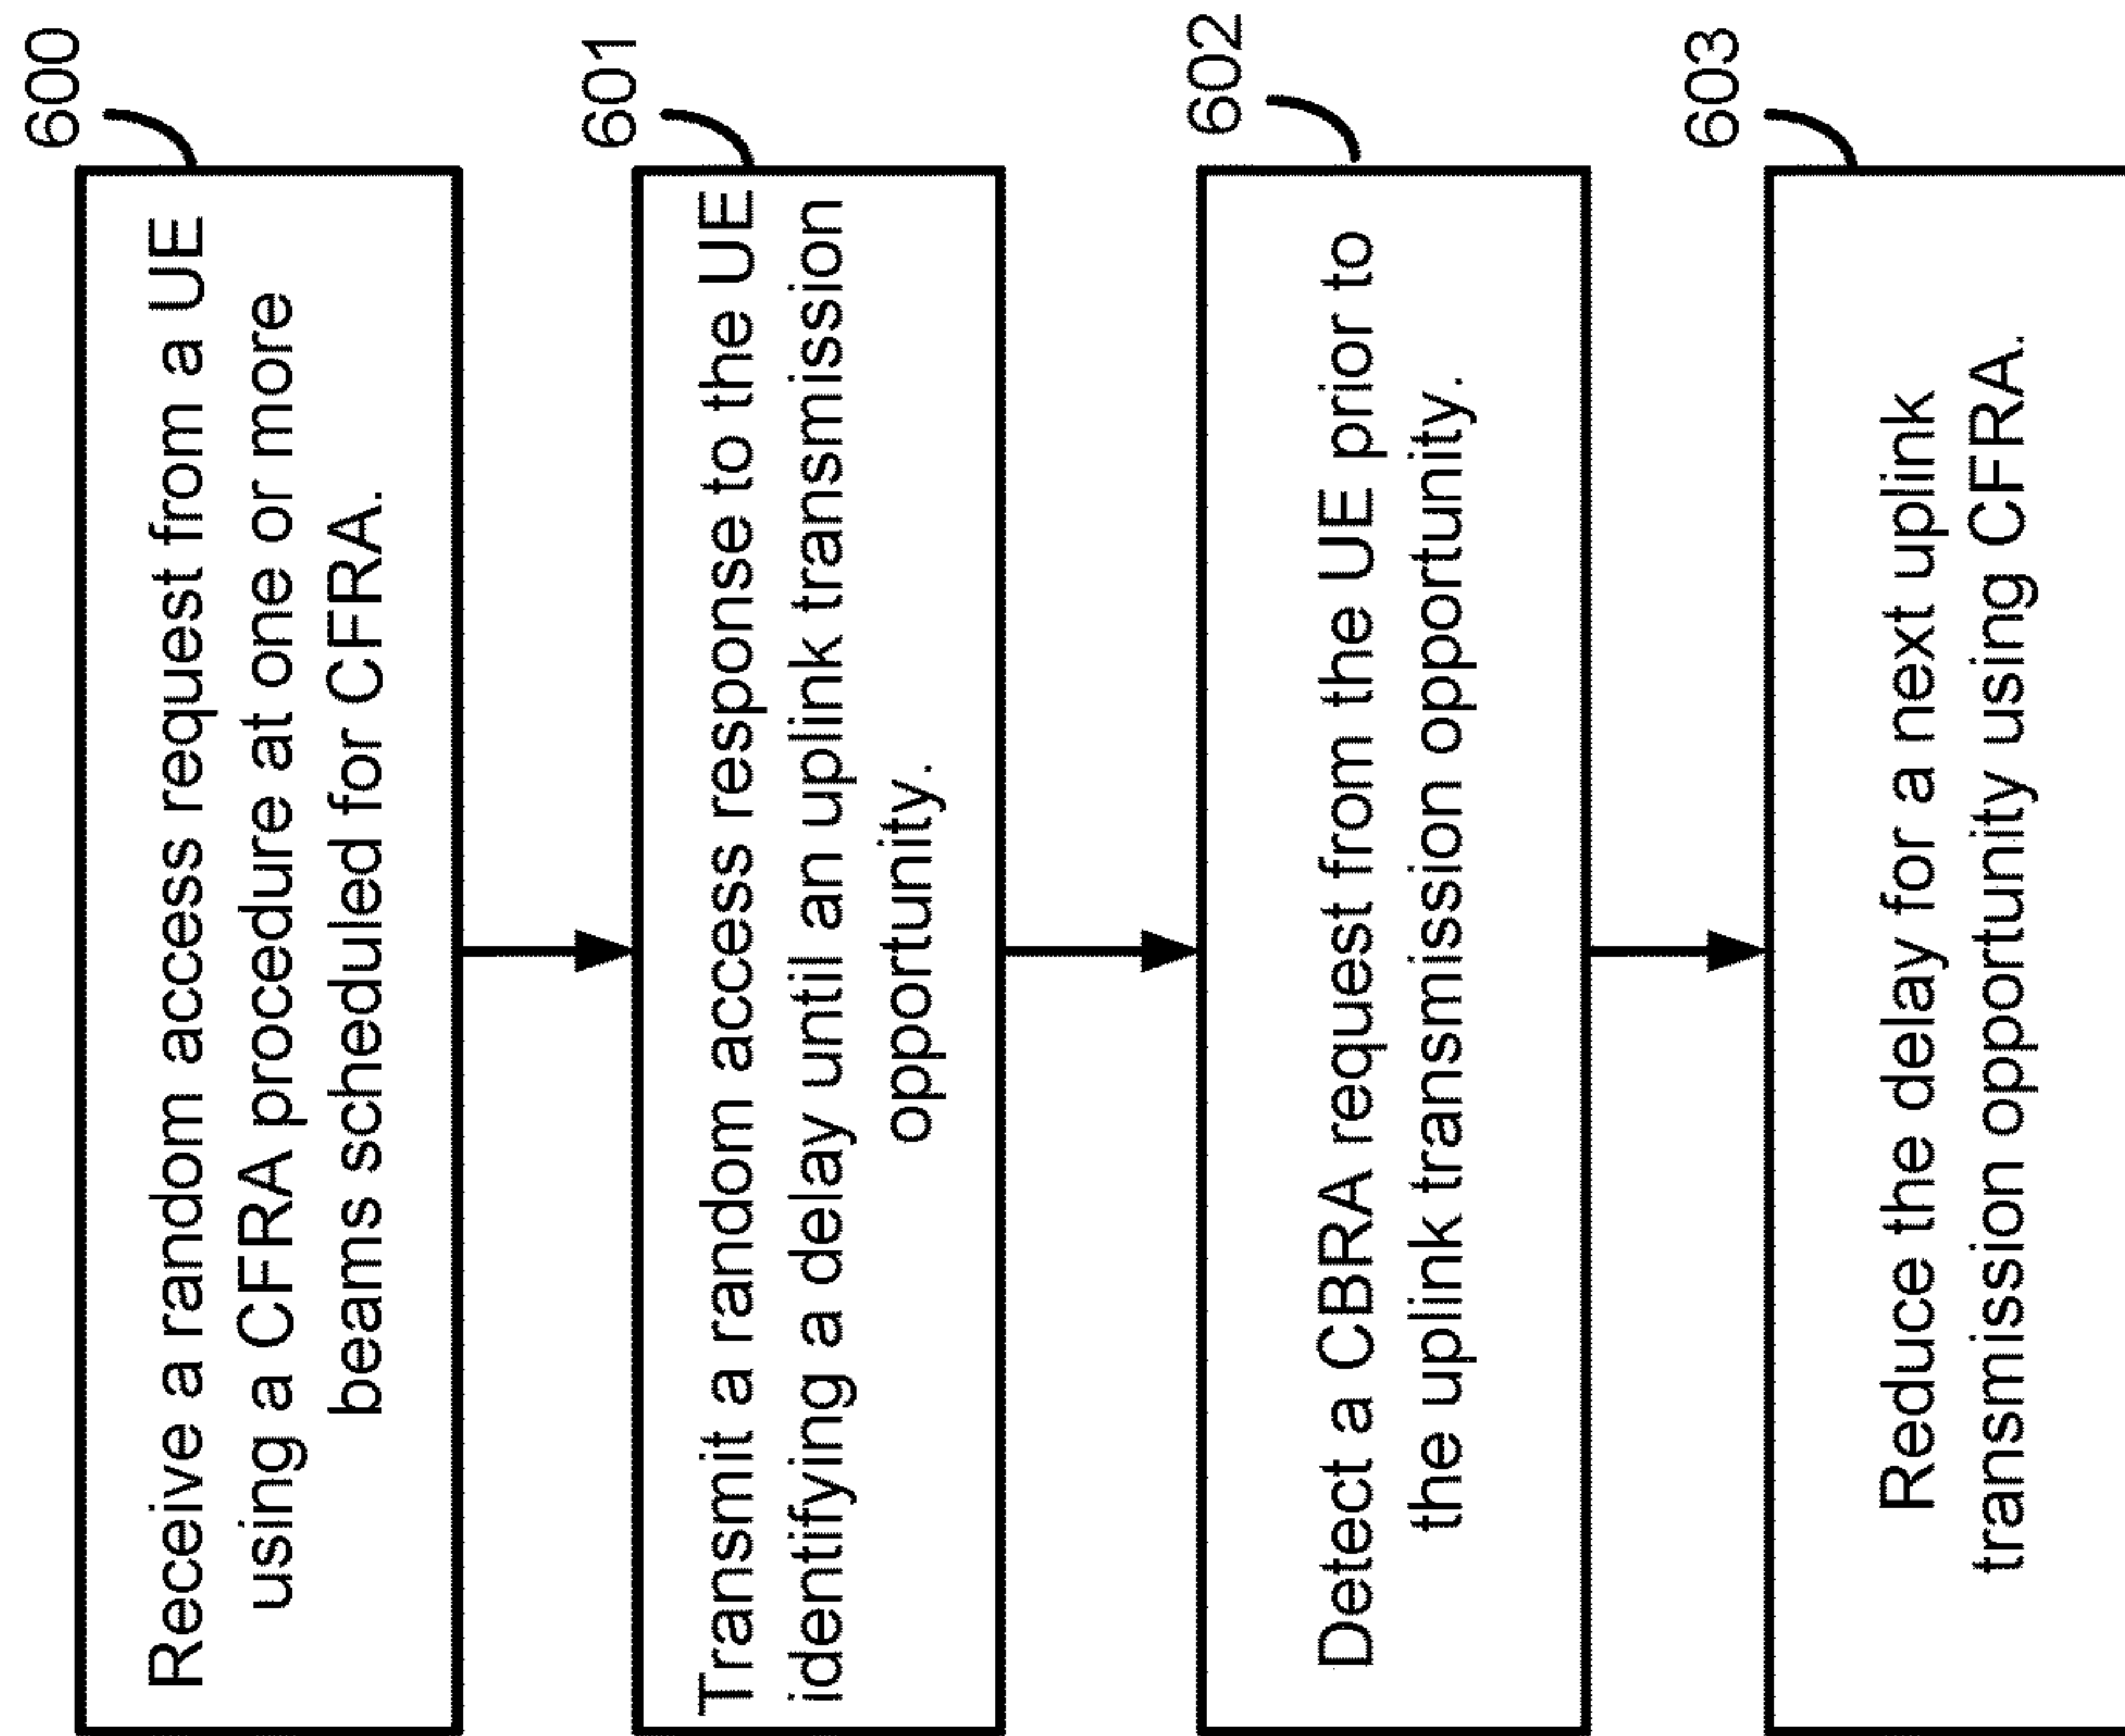 600
Receive a random access request from a UE
using a CFRA procedure at one or more
beams scheduled for CFRA.
601
Transmit a random access response to the UE
identifying a delay until an uplink transmission
opportunity.
602
Detect a CBRA request from the UE prior to
the uplink transmission opportunity.
603
Reduce the delay for a next uplink
transmission opportunity using CFRA.